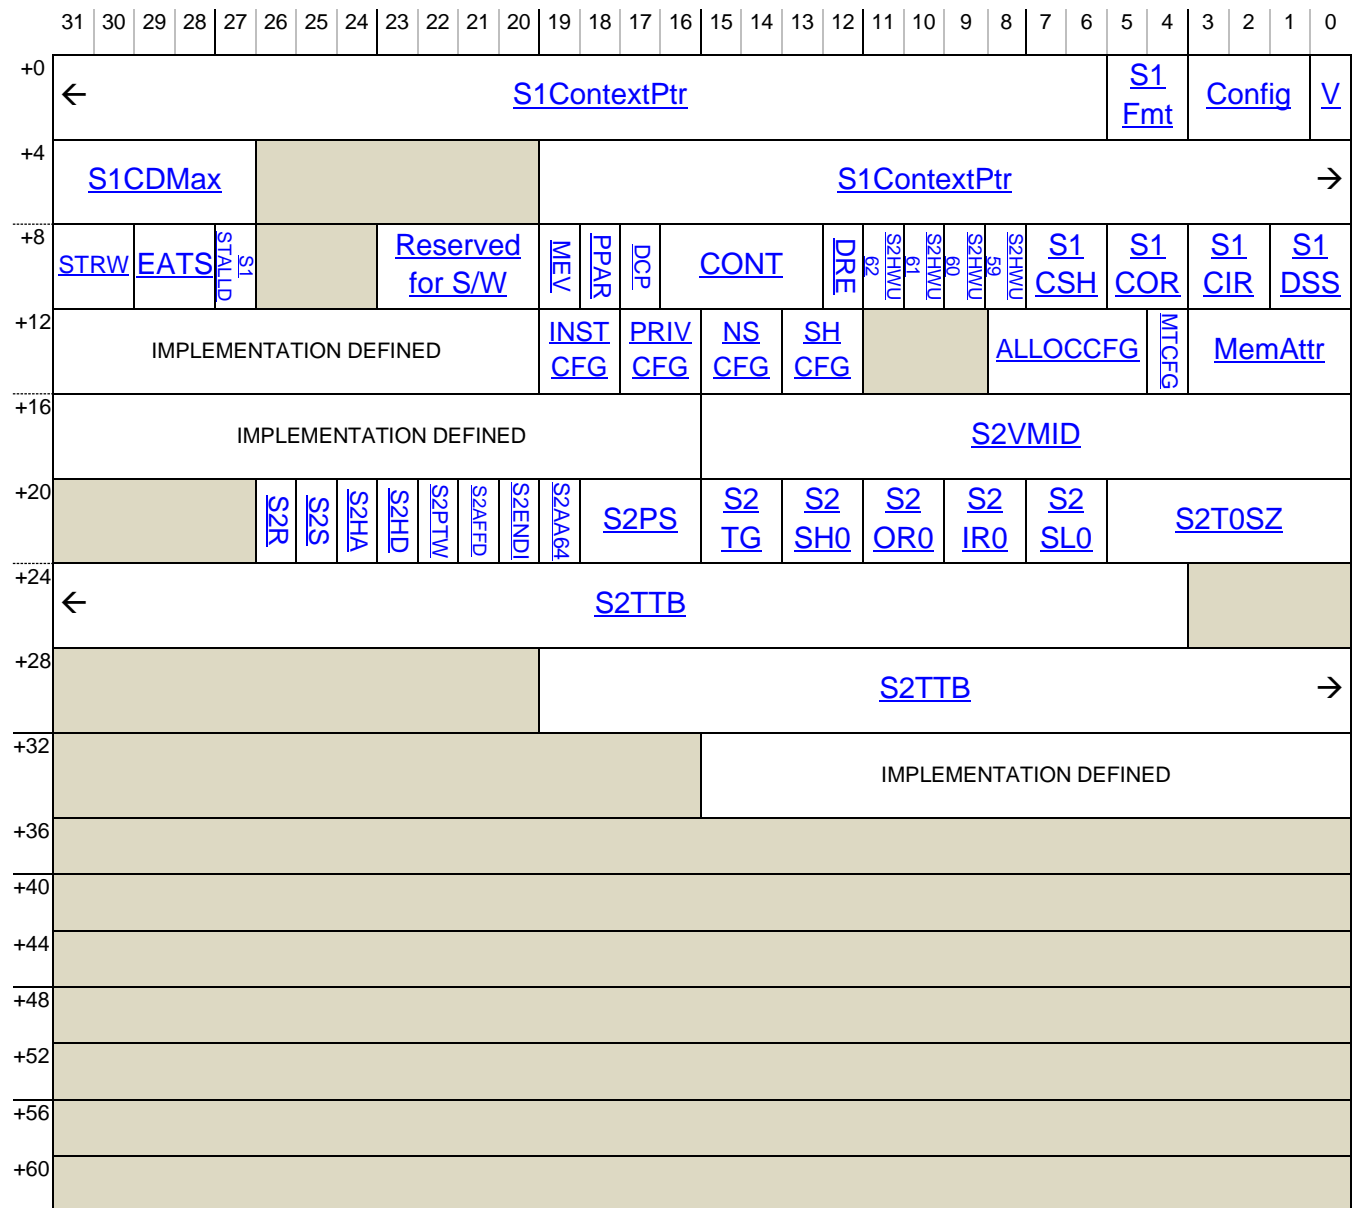 31 30 29 28 27 26 25 24 23 22 21 20 19 18 17 16 15 14 13 12 11 10 9 8 7 6 5 4 3 2 1 0
+0
← S1ContextPtr
S1
Fmt
Config
V
+4
S1CDMax
S1ContextPtr →
+8
STRW
EATS
S1
STALLD
Reserved
for S/W
MEV
PPAR
DCP
CONT
DRE
S2HWU
62
S2HWU
61
S2HWU
60
S2HWU
59
S1
CSH
S1
COR
S1
CIR
S1
DSS
+12
IMPLEMENTATION DEFINED
INST
CFG
PRIV
CFG
NS
CFG
SH
CFG
ALLOCCFG
MTCFG
MemAttr
+16
IMPLEMENTATION DEFINED
S2VMID
+20
S2R
S2S
S2HA
S2HD
S2PTW
S2AFFD
S2ENDI
S2AA64
S2PS
S2
TG
S2
SH0
S2
OR0
S2
IR0
S2
SL0
S2T0SZ
+24
← S2TTB
+28
S2TTB →
+32
IMPLEMENTATION DEFINED
+36
+40
+44
+48
+52
+56
+60